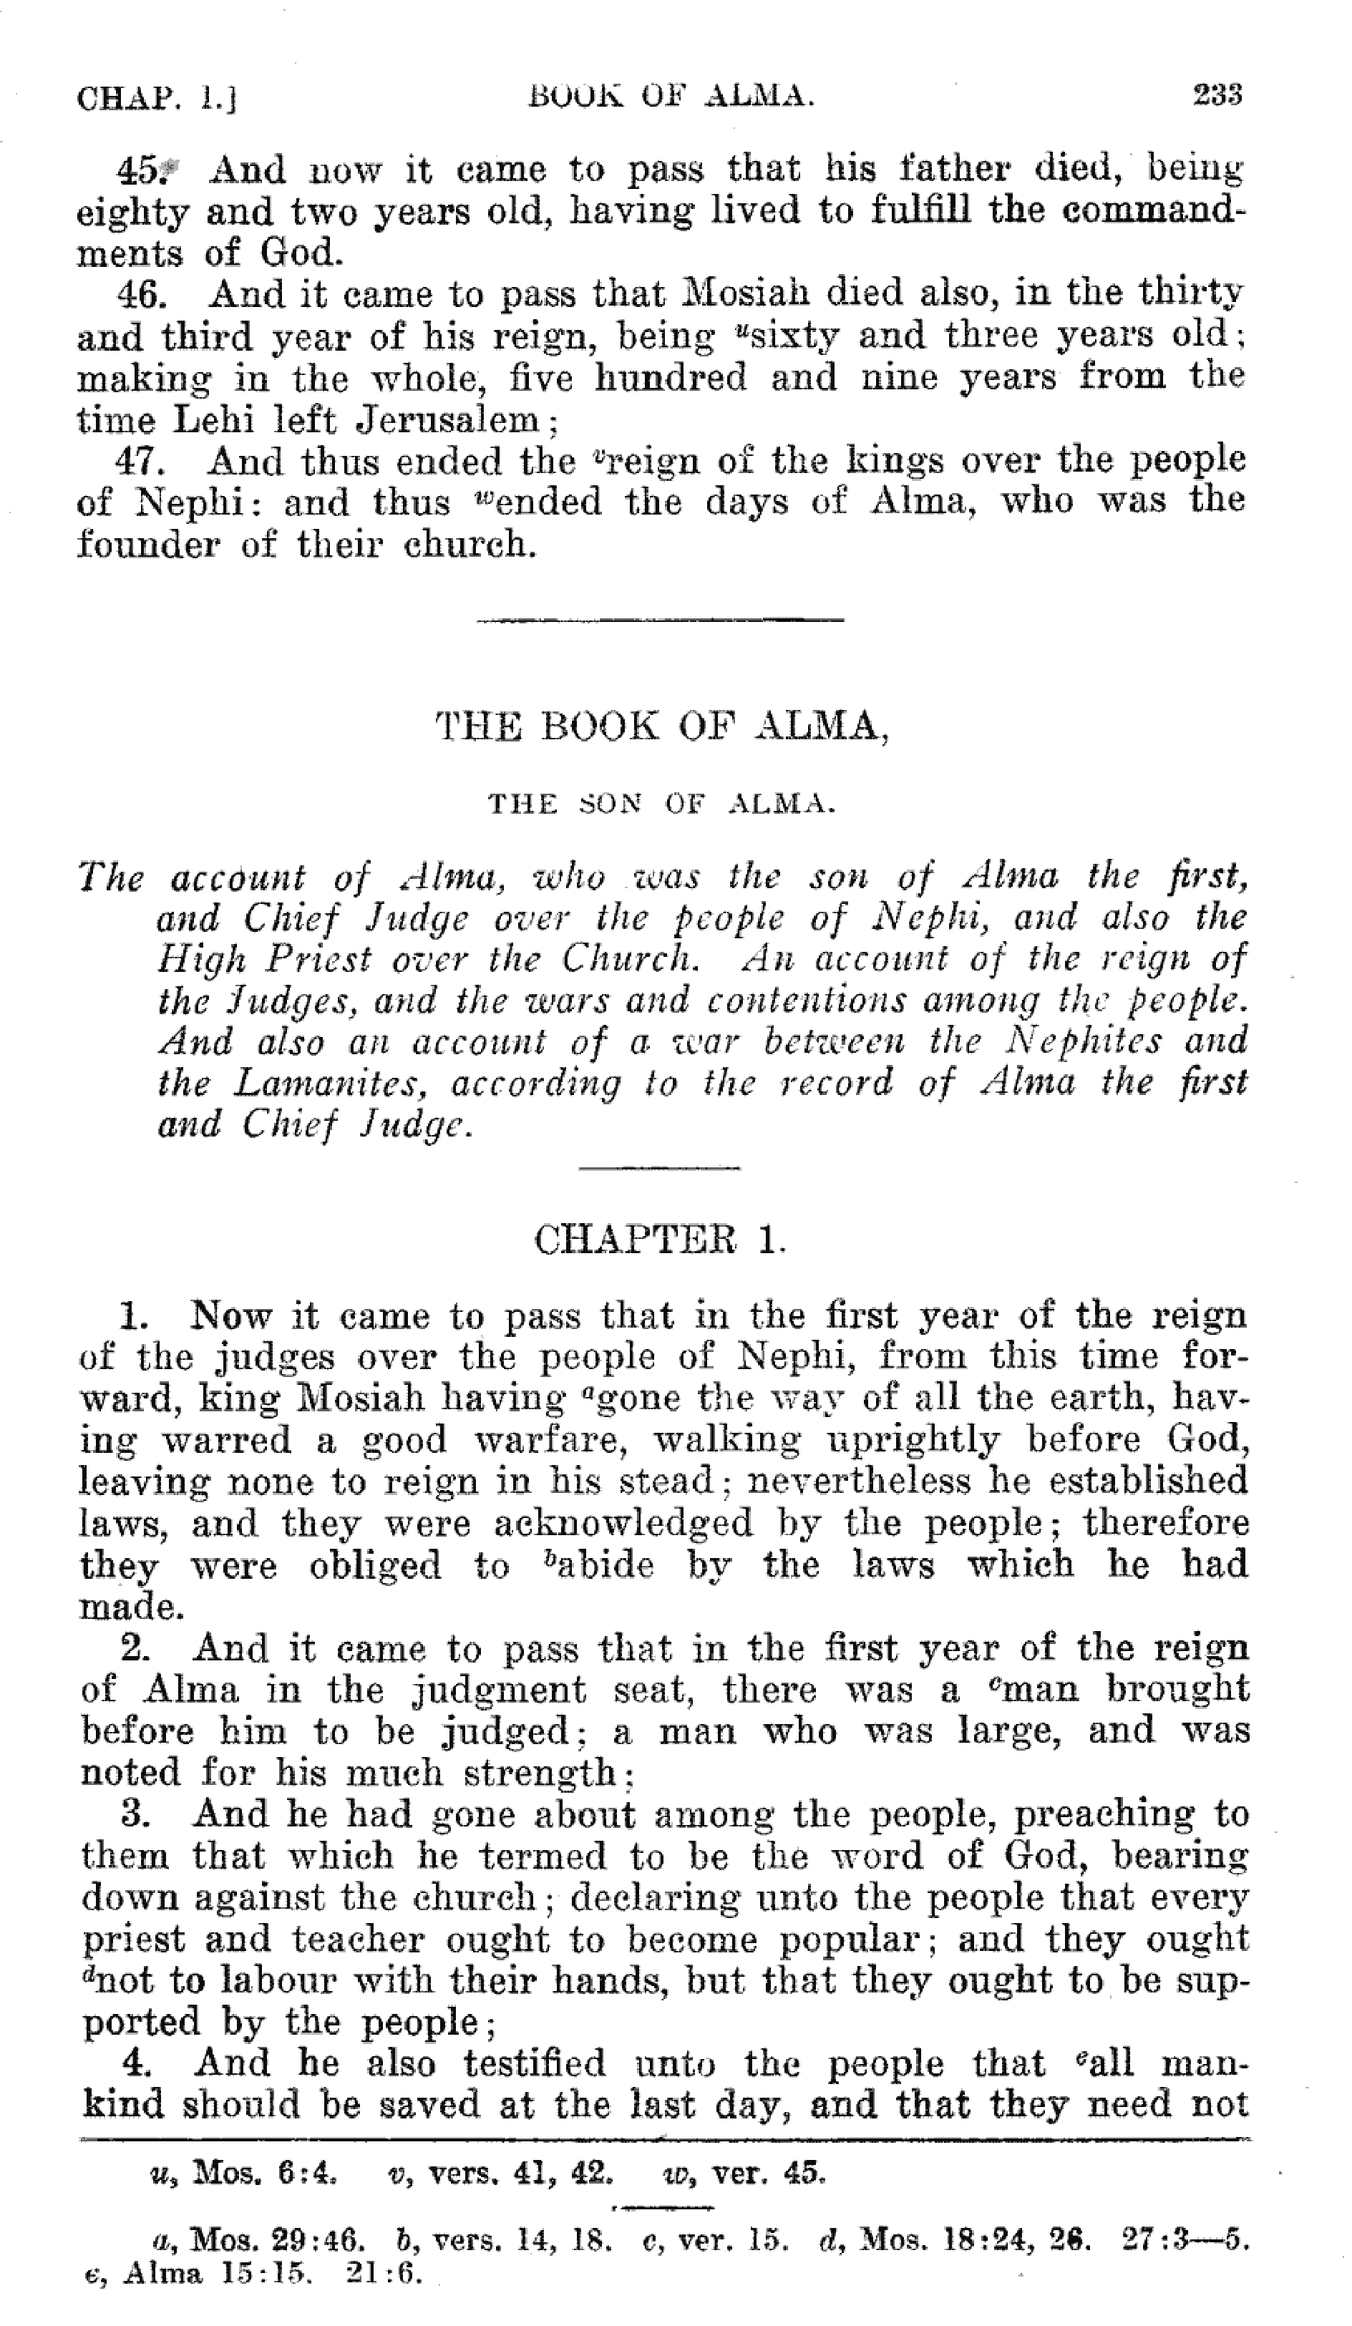 CHAP. 1.] BOOK OF ALMA. 233
45. And now it came to pass that his father died, being
eighty and two years old, having lived to fulfill the command-
ments of God.
46. And it came to pass that Mosiah died also, in the thirty
and third year of his reign, being ᵘsixty and three years old;
making in the whole, five hundred and nine years from the
time Lehi left Jerusalem;
47. And thus ended the ᵛreign of the kings over the people
of Nephi: and thus ʷended the days of Alma, who was the
founder of their church.
THE BOOK OF ALMA,
THE SON OF ALMA.
The account of Alma, who was the son of Alma the first,
and Chief Judge over the people of Nephi, and also the
High Priest over the Church. An account of the reign of
the Judges, and the wars and contentions among the people.
And also an account of a war between the Nephites and
the Lamanites, according to the record of Alma the first
and Chief Judge.
CHAPTER 1.
1. Now it came to pass that in the first year of the reign
of the judges over the people of Nephi, from this time for-
ward, king Mosiah having ᵃgone the way of all the earth, hav-
ing warred a good warfare, walking uprightly before God,
leaving none to reign in his stead; nevertheless he established
laws, and they were acknowledged by the people; therefore
they were obliged to ᵇabide by the laws which he had
made.
2. And it came to pass that in the first year of the reign
of Alma in the judgment seat, there was a ᶜman brought
before him to be judged; a man who was large, and was
noted for his much strength;
3. And he had gone about among the people, preaching to
them that which he termed to be the word of God, bearing
down against the church; declaring unto the people that every
priest and teacher ought to become popular; and they ought
ᵈnot to labour with their hands, but that they ought to be sup-
ported by the people;
4. And he also testified unto the people that ᵉall man-
kind should be saved at the last day, and that they need not
u, Mos. 6:4. v, vers. 41, 42. w, ver. 45.
a, Mos. 29:46. b, vers. 14, 18. c, ver. 15. d, Mos. 18:24, 26. 27:3—5.
e, Alma 15:15. 21:6.